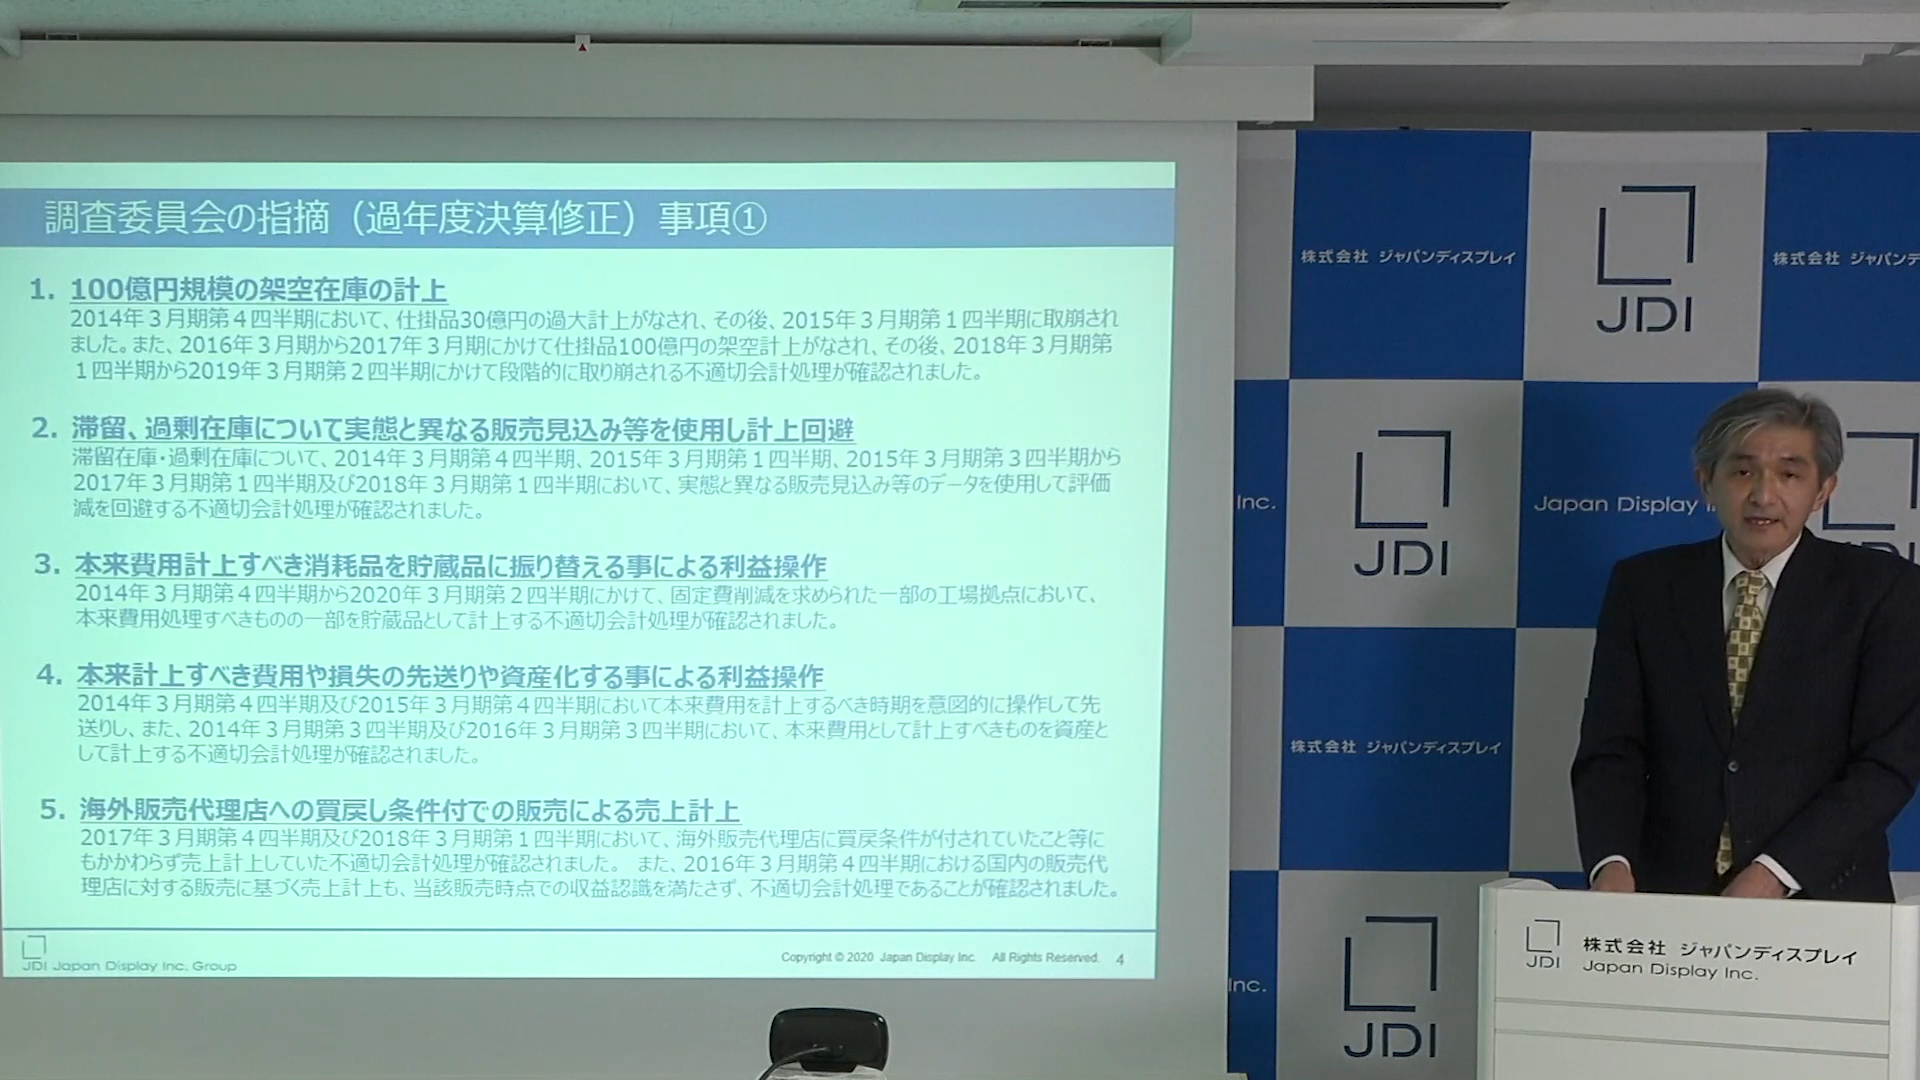 調査委員会の指摘（過年度決算修正）事項①
1. 100億円規模の架空在庫の計上
2014年３月期第４四半期において、仕掛品30億円の過大計上がなされ、その後、2015年３月期第１四半期に取崩され
ました。また、2016年３月期から2017年３月期にかけて仕掛品100億円の架空計上がなされ、その後、2018年３月期第
１四半期から2019年３月期第２四半期にかけて段階的に取り崩される不適切会計処理が確認されました。
2. 滞留、過剰在庫について実態と異なる販売見込み等を使用し計上回避
滞留在庫・過剰在庫について、2014年３月期第４四半期、2015年３月期第１四半期、2015年３月期第３四半期から
2017年３月期第１四半期及び2018年３月期第１四半期において、実態と異なる販売見込み等のデータを使用して評価
減を回避する不適切会計処理が確認されました。
3. 本来費用計上すべき消耗品を貯蔵品に振り替える事による利益操作
2014年３月期第４四半期から2020年３月期第２四半期にかけて、固定費削減を求められた一部の工場拠点において、
本来費用処理すべきものの一部を貯蔵品として計上する不適切会計処理が確認されました。
4. 本来計上すべき費用や損失の先送りや資産化する事による利益操作
2014年３月期第４四半期及び2015年３月期第４四半期において本来費用を計上するべき時期を意図的に操作して先
送りし、また、2014年３月期第３四半期及び2016年３月期第３四半期において、本来費用として計上すべきものを資産と
して計上する不適切会計処理が確認されました。
5. 海外販売代理店への買戻し条件付での販売による売上計上
2017年３月期第４四半期及び2018年３月期第１四半期において、海外販売代理店に買戻条件が付されていたこと等に
もかかわらず売上計上していた不適切会計処理が確認されました。 また、2016年３月期第４四半期における国内の販売代
理店に対する販売に基づく売上計上も、当該販売時点での収益認識を満たさず、不適切会計処理であることが確認されました。
JDI Japan Display Inc. Group
Copyright © 2020 Japan Display Inc. All Rights Reserved. 4
株式会社 ジャパンディスプレイ
JDI
株式会社 ジャパンデ
Inc.
JDI
Japan Display
JDI
株式会社 ジャパンディスプレイ
Inc.
JDI
JDI
株式会社 ジャパンディスプレイ
Japan Display Inc.